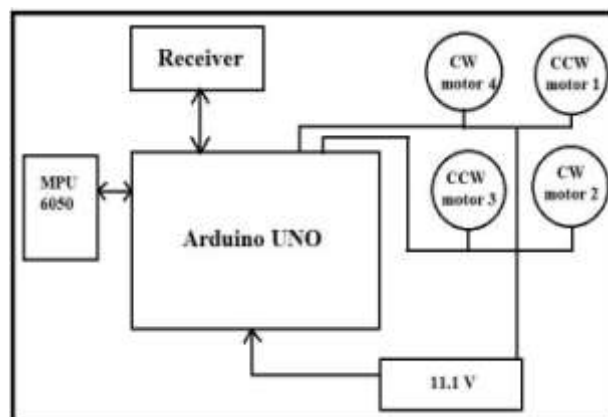 Receiver
CW
motor 4
CCW
motor 1
MPU
6050
CCW
motor 3
CW
motor 2
Arduino UNO
11.1 V